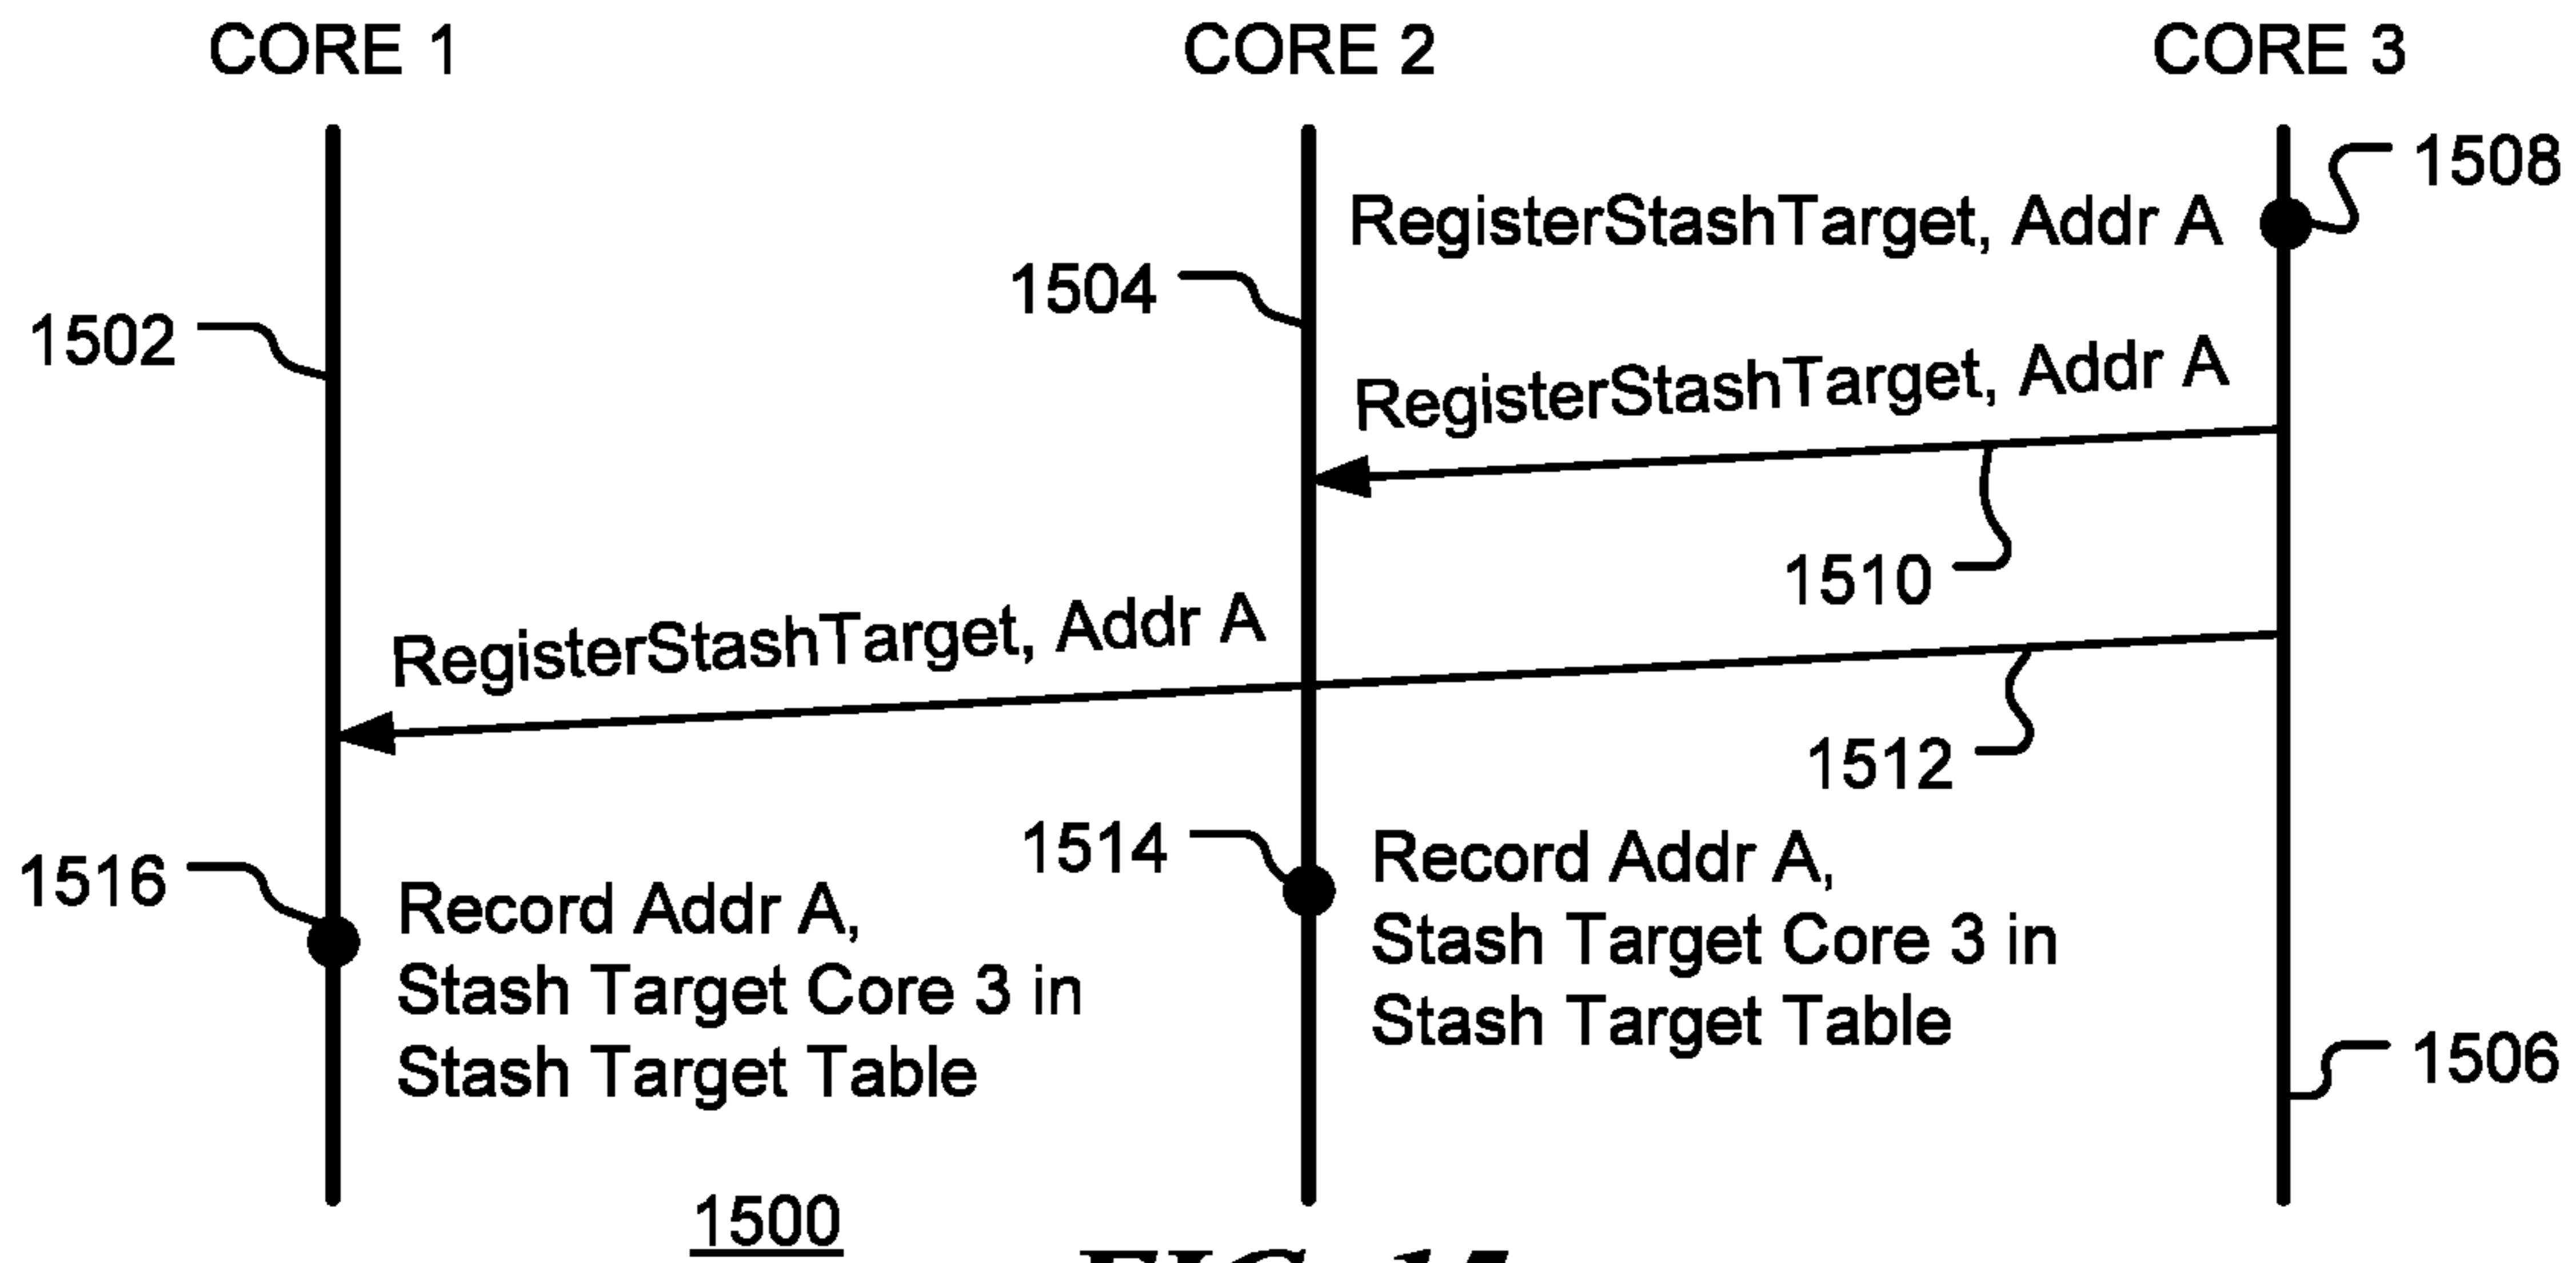 CORE 1
CORE 2
CORE 3
1508
RegisterStashTarget, Addr A
1504
1502
RegisterStashTarget, Addr A
1510
RegisterStashTarget, Addr A
1512
1514
Record Addr A,
Stash Target Core 3 in
Stash Target Table
1516
Record Addr A,
Stash Target Core 3 in
Stash Target Table
1506
1500